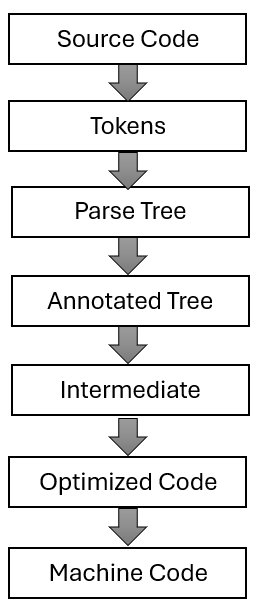 Source Code
Tokens
Parse Tree
Annotated Tree
Intermediate
Optimized Code
Machine Code